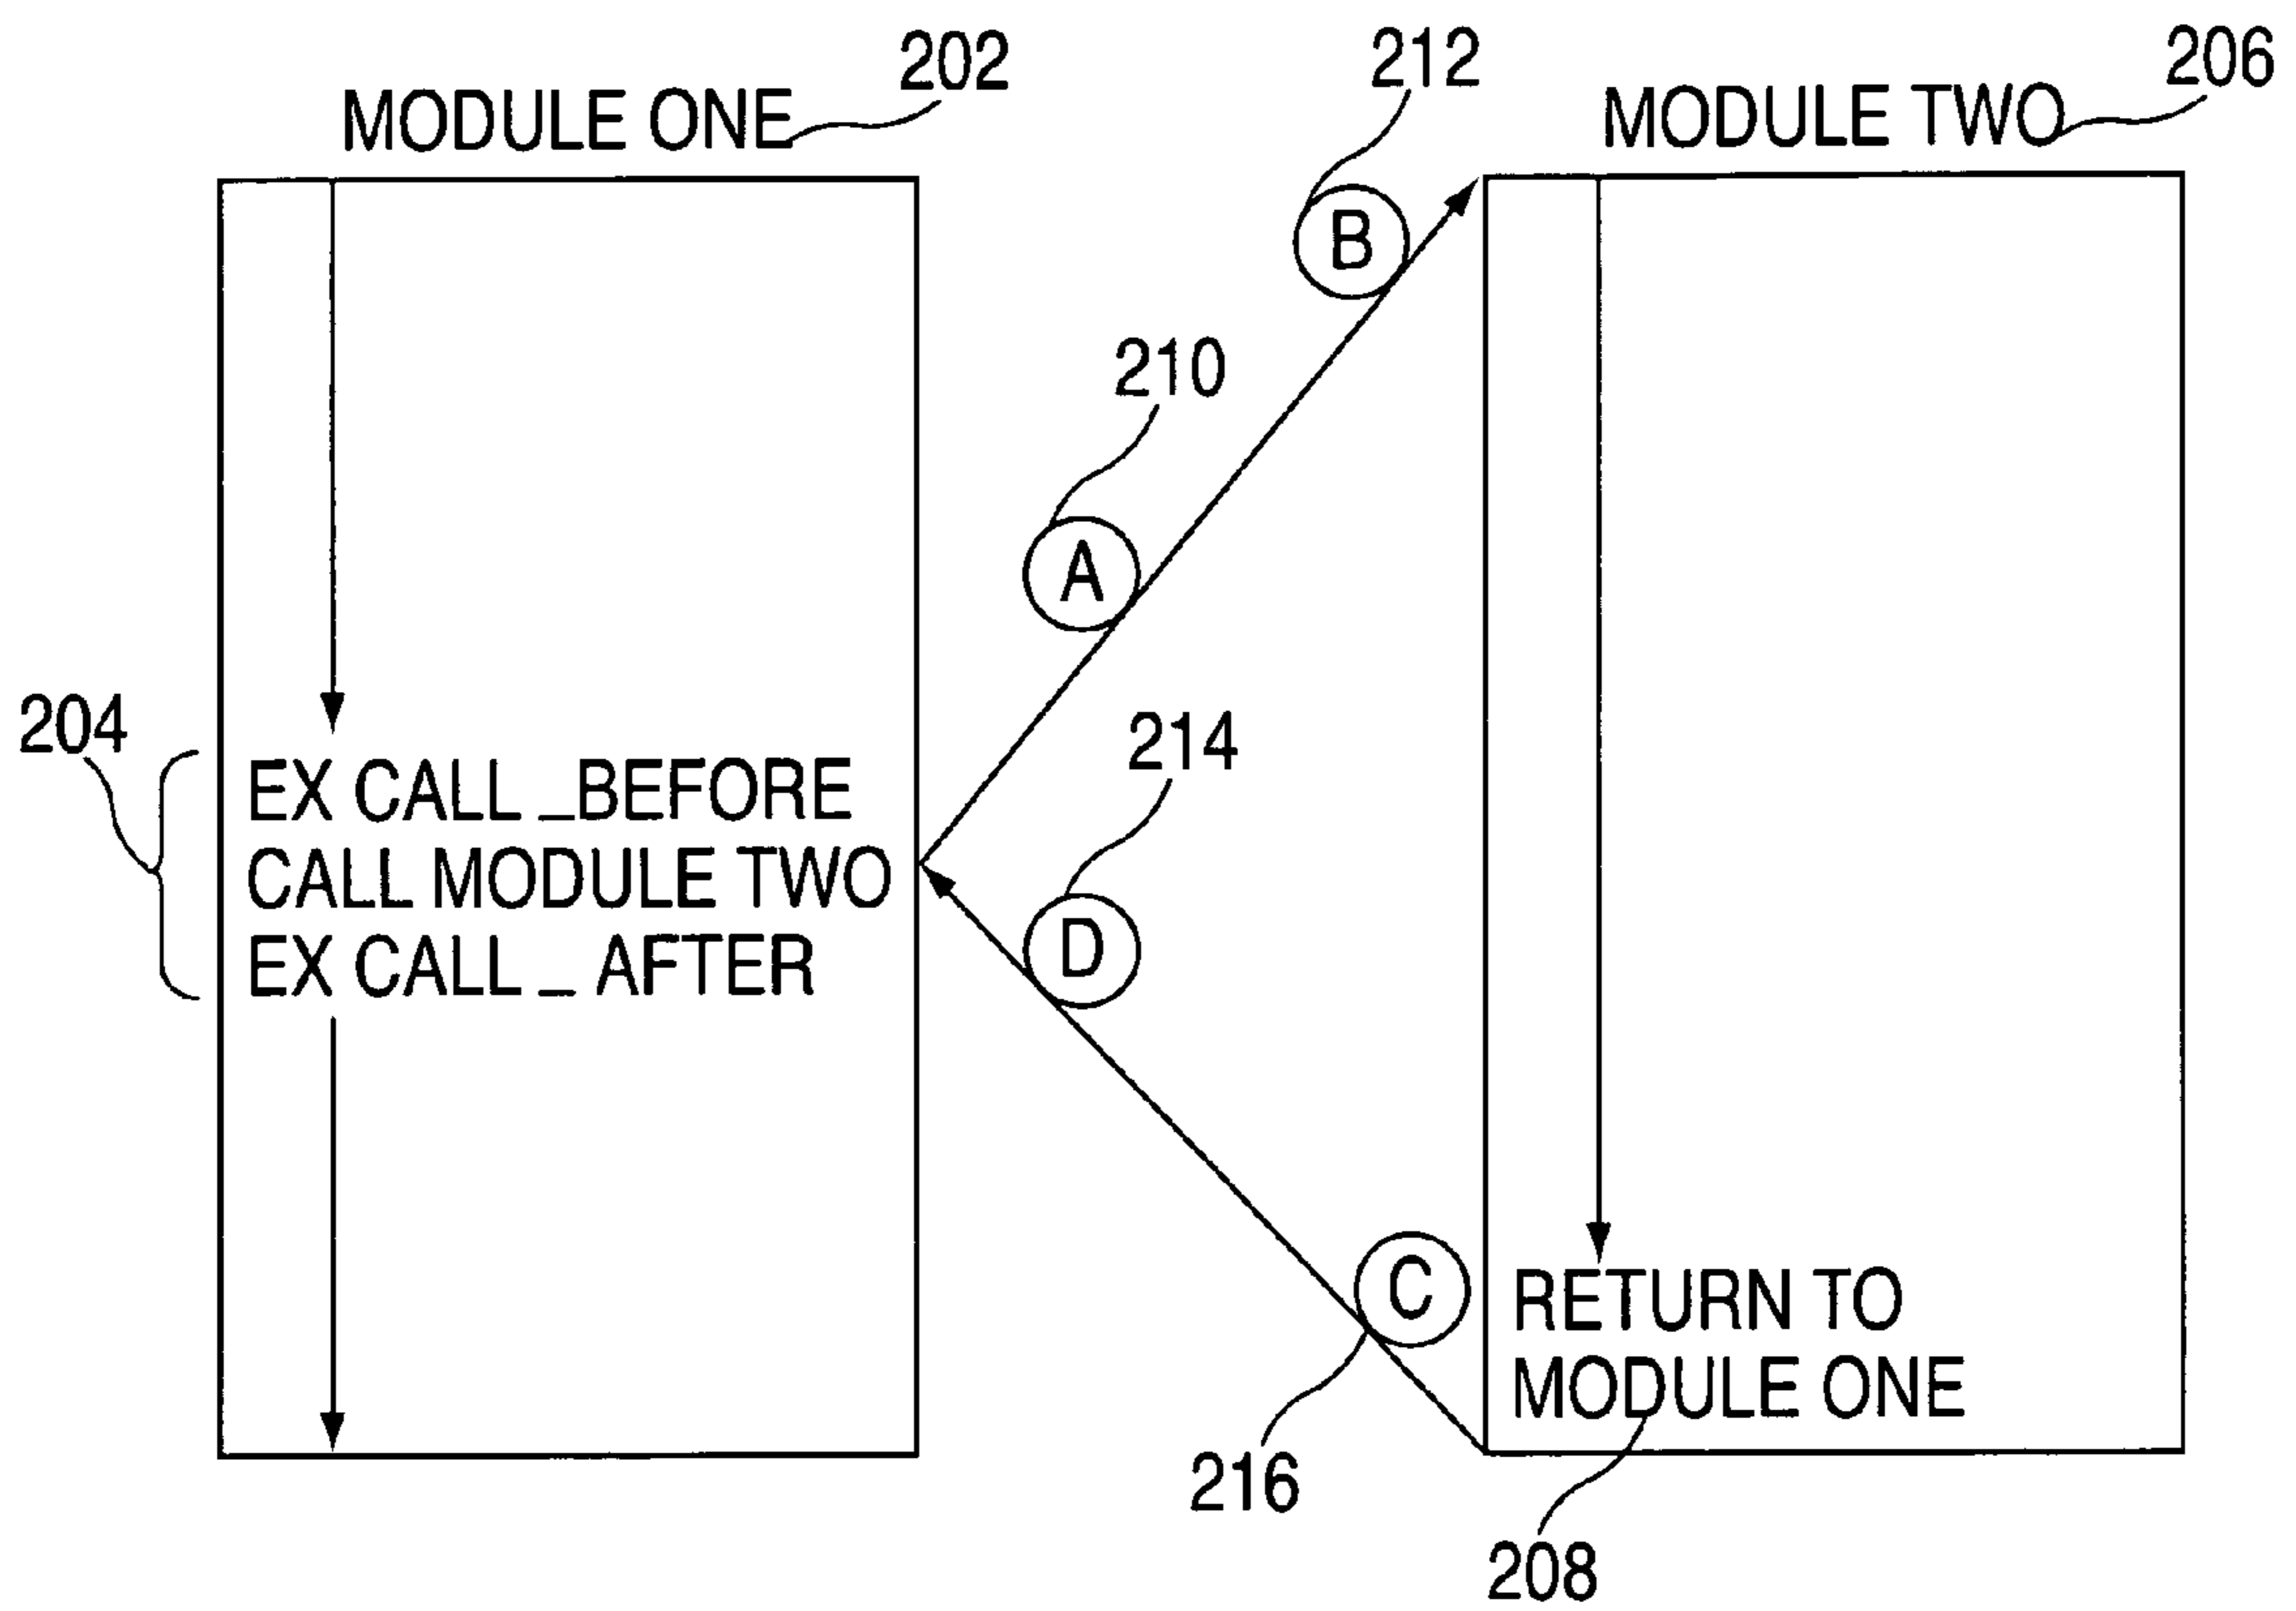 202
212
206
MODULE ONE
MODULE TWO
B
210
A
204
214
EX CALL _BEFORE
CALL MODULE TWO
EX CALL _ AFTER
D
C
RETURN TO
MODULE ONE
216
208